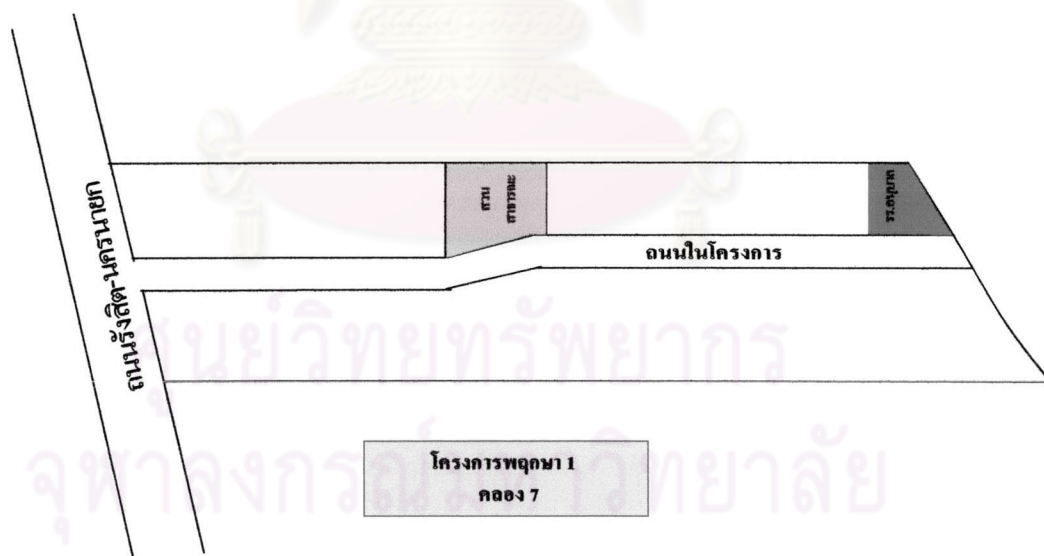 ถนนรังสิต-นครนายก
สวน
สาธารณะ
รร.อนุบาล
ถนนในโครงการ
ศูนย์วิทยทรัพยากร
จุฬาลงกรณ์มหาวิทยาลัย
โครงการพฤกษา 1
คลอง 7